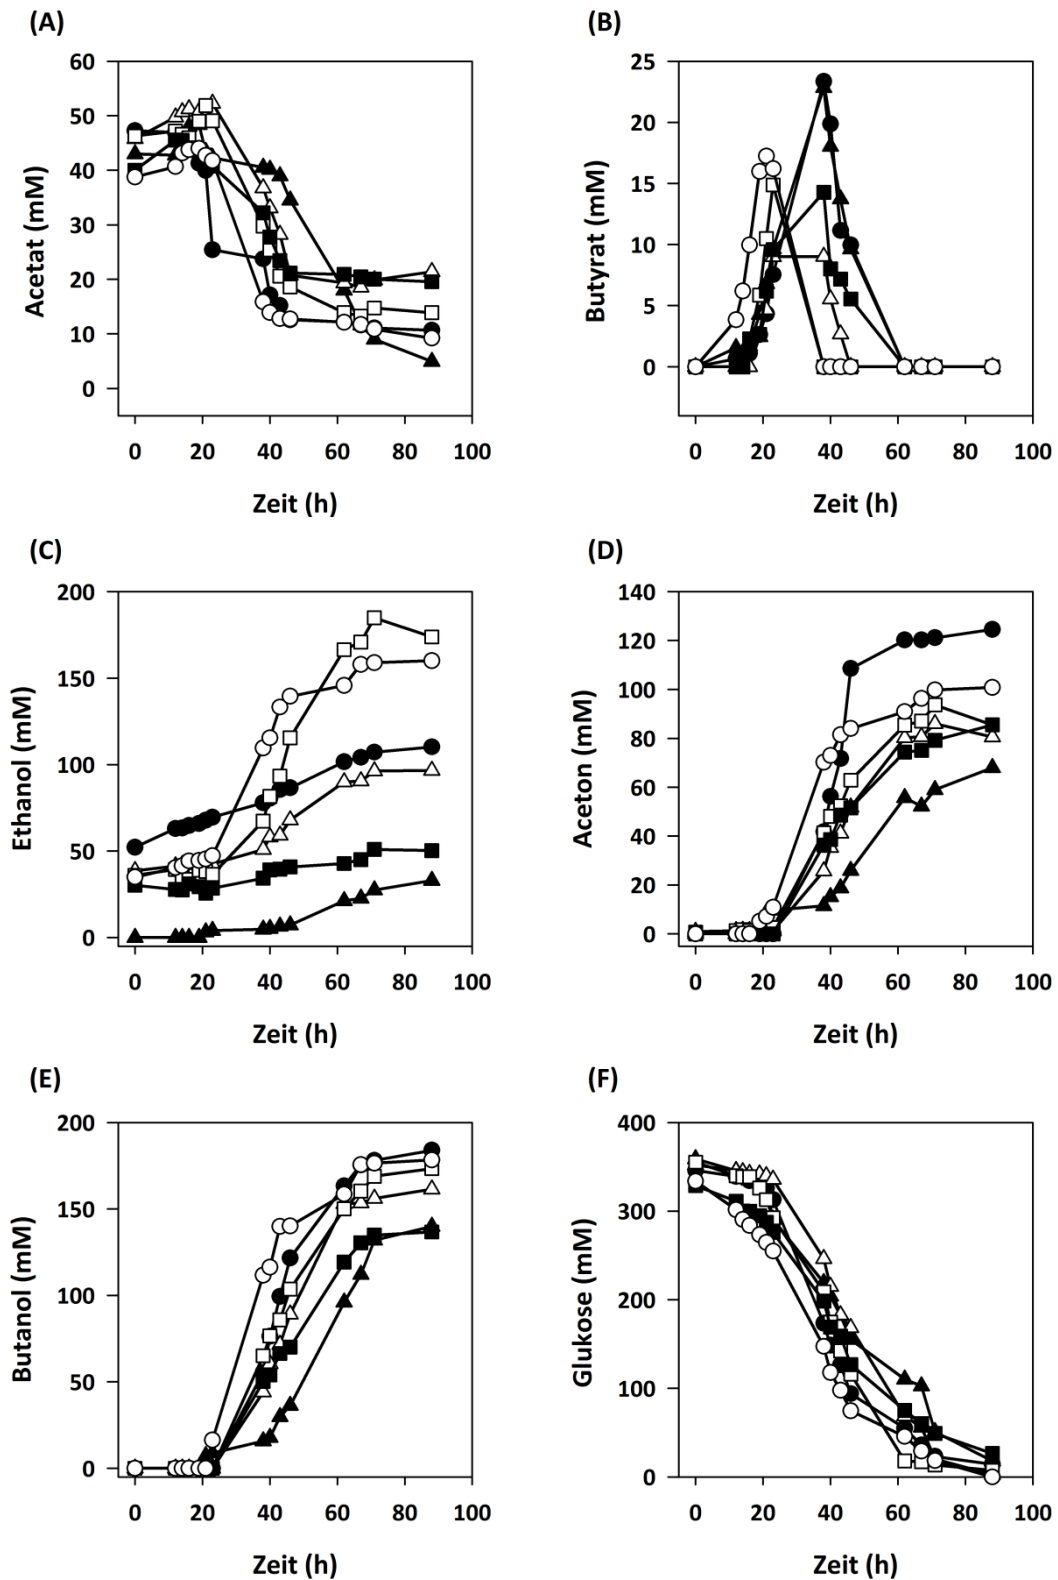 (A)
(B)
60
50
40
30
20
10
0
Acetat (mM)
0 20 40 60 80 100
Zeit (h)
25
20
15
10
5
0
Butyrat (mM)
0 20 40 60 80 100
Zeit (h)
(C)
(D)
200
150
100
50
0
Ethanol (mM)
0 20 40 60 80 100
Zeit (h)
140
120
100
80
60
40
20
0
Aceton (mM)
0 20 40 60 80 100
Zeit (h)
(E)
(F)
200
150
100
50
0
Butanol (mM)
0 20 40 60 80 100
Zeit (h)
400
300
200
100
0
Glukose (mM)
0 20 40 60 80 100
Zeit (h)